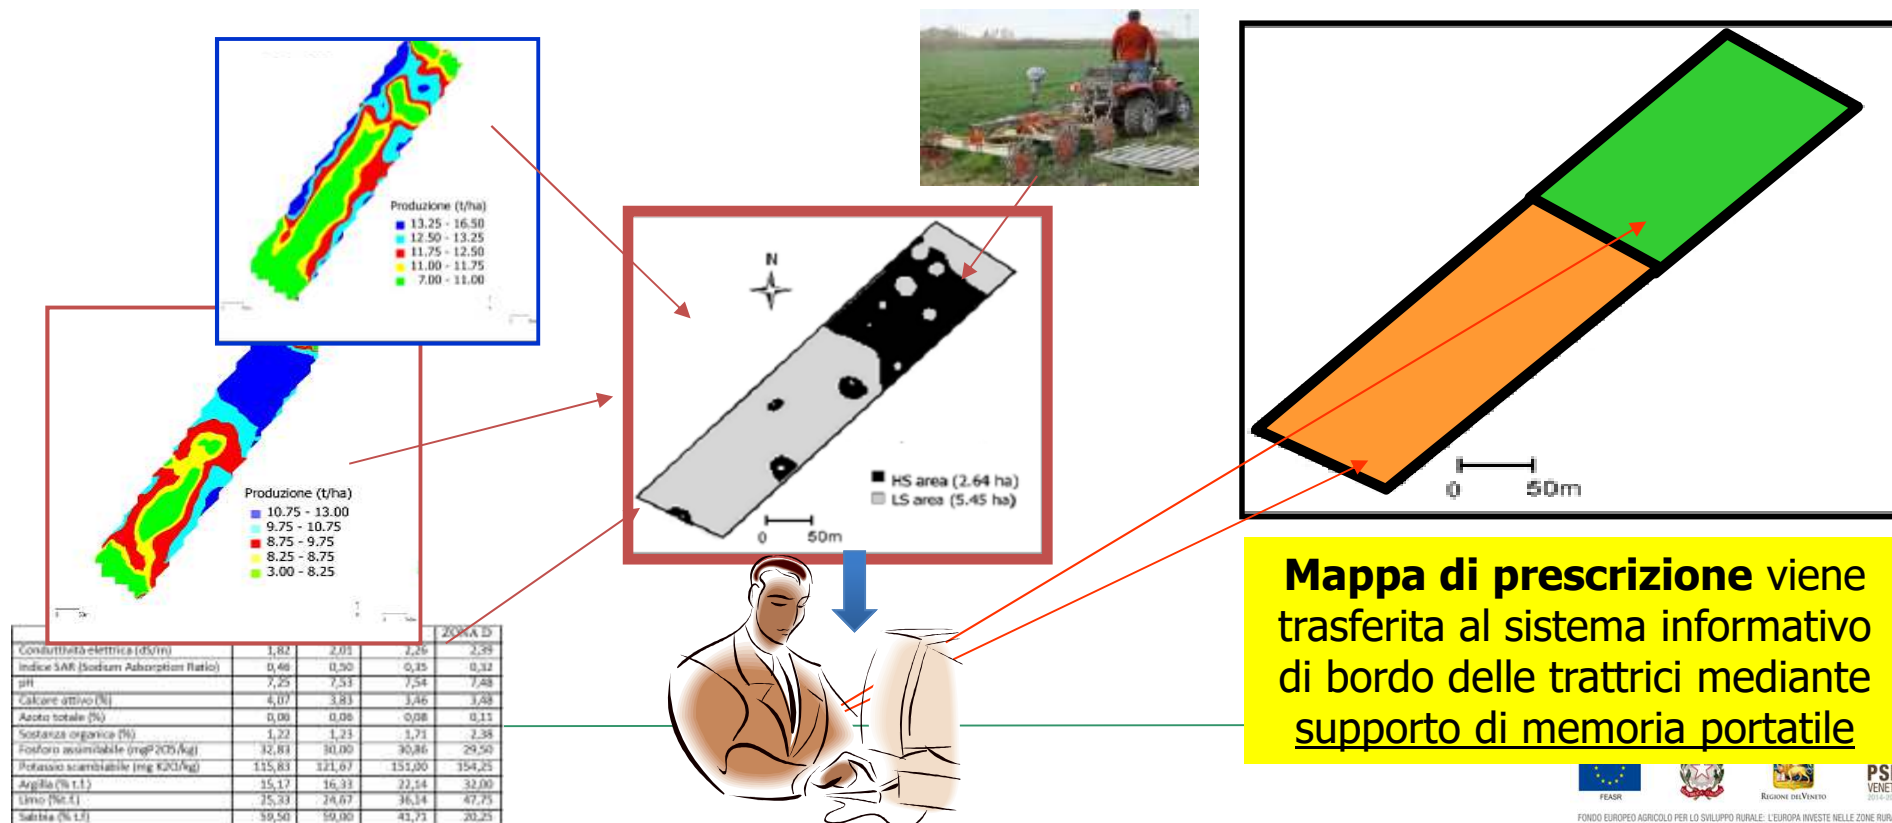 Produzione (t/ha)
13.25 - 16.50
12.50 - 13.25
11.75 - 12.50
11.00 - 11.75
7.00 - 11.00
Produzione (t/ha)
10.75 - 13.00
9.75 - 10.75
8.75 - 9.75
8.25 - 8.75
3.00 - 8.25
N
HS area (2.64 ha)
LS area (5.45 ha)
0 50m
0 50m
Mappa di prescrizione viene
trasferita al sistema informativo
di bordo delle trattrici mediante
supporto di memoria portatile
ZONA D
Conduttività elettrica (dS/m) 1,82 2,01 2,26 2,39
Indice SAR (Sodium Adsorption Ratio) 0,46 0,50 0,35 0,32
pH 7,25 7,53 7,54 7,48
Calcare attivo (%) 4,07 3,83 3,46 3,48
Azoto totale (%) 0,06 0,06 0,08 0,11
Sostanza organica (%) 1,22 1,23 1,71 2,38
Fosforo assimilabile (mgP2O5/kg) 32,83 30,00 30,86 29,50
Potassio scambiabile (mg K2O/kg) 115,83 121,67 151,00 154,25
Argilla (% t.f.) 15,17 16,33 22,14 32,00
Limo (%t.f.) 25,33 24,67 36,14 47,75
Sabbia (% t.f) 59,50 59,00 41,71 20,25
FEASR
REGIONE DEL VENETO
VENET
FONDO EUROPEO AGRICOLO PER LO SVILUPPO RURALE: L'EUROPA INVESTE NELLE ZONE RUR